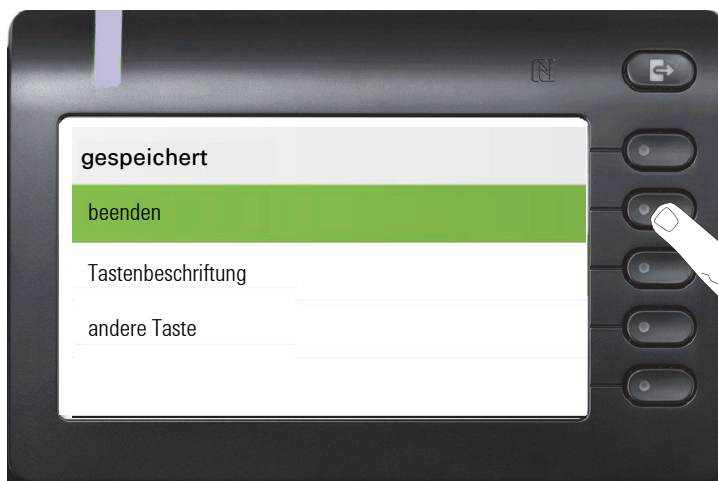 gespeichert
beenden
Tastenbeschriftung
andere Taste